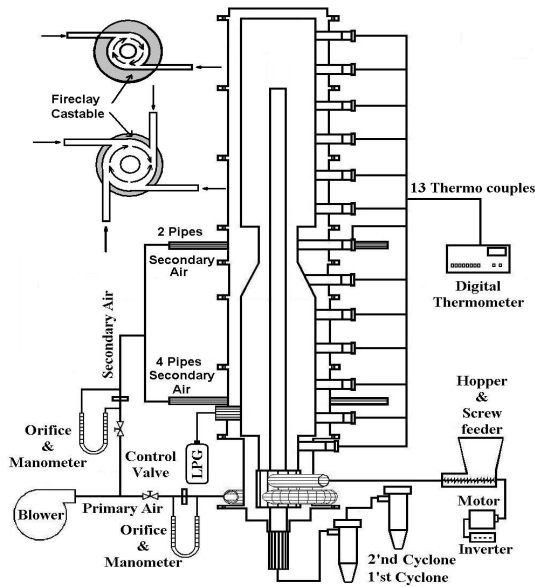 Fireclay
Castable
13 Thermo couples
2 Pipes
Secondary
Air
Digital
Thermometer
Secondary Air
4 Pipes
Secondary
Air
Hopper
&
Screw
feeder
Orifice
&
Manometer
Control
Valve
LPG
Blower
Primary Air
Orifice
&
Manometer
Motor
Inverter
2'nd Cyclone
1'st Cyclone